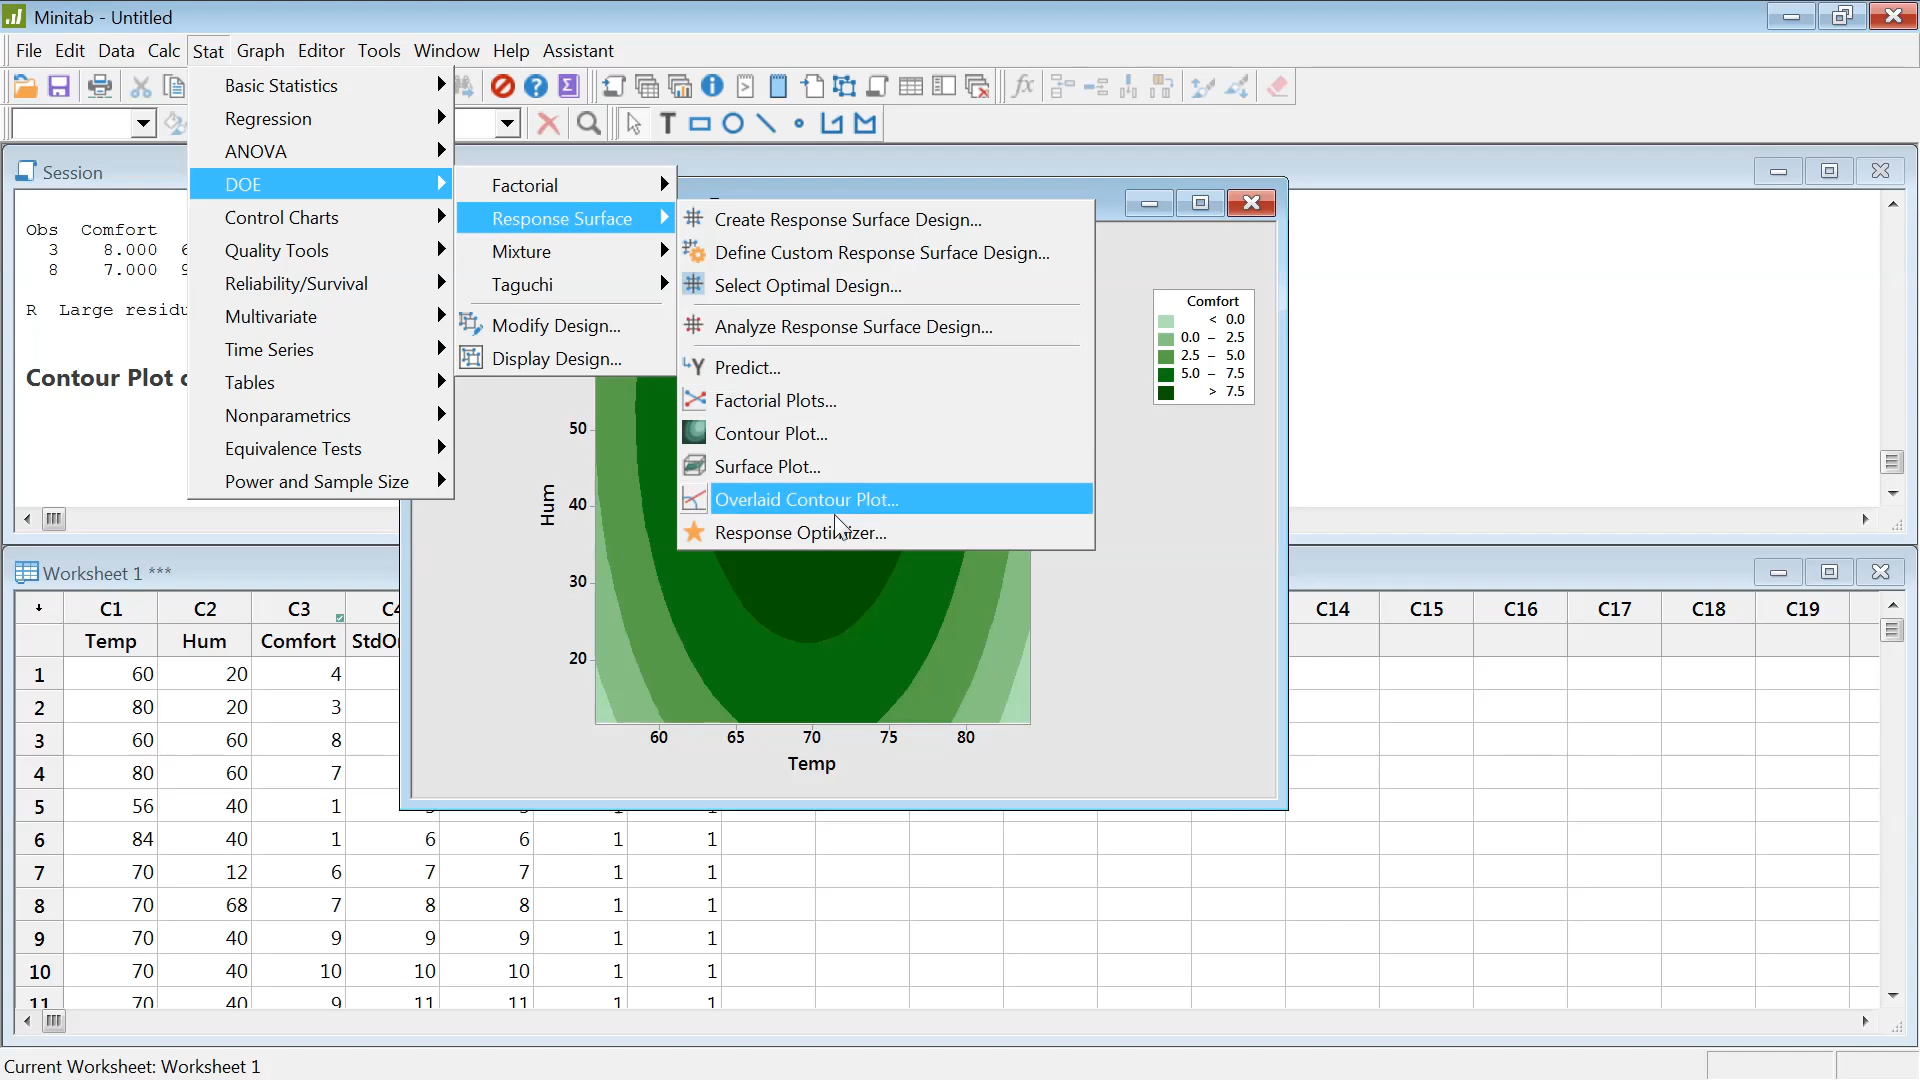 Minitab - Untitled
File Edit Data Calc Stat Graph Editor Tools Window Help Assistant
Basic Statistics
Regression
ANOVA
DOE
Control Charts
Quality Tools
Reliability/Survival
Multivariate
Time Series
Tables
Nonparametrics
Equivalence Tests
Power and Sample Size
Factorial
Response Surface
Mixture
Taguchi
Modify Design...
Display Design...
Create Response Surface Design...
Define Custom Response Surface Design...
Select Optimal Design...
Analyze Response Surface Design...
Predict...
Factorial Plots...
Contour Plot...
Surface Plot...
Overlaid Contour Plot...
Response Optimizer...
Session
Obs Comfort
3 8.000
8 7.000
R Large residu
Contour Plot
Comfort
< 0.0
0.0 – 2.5
2.5 – 5.0
5.0 – 7.5
> 7.5
Hum
50
40
30
20
60 65 70 75 80
Temp
Worksheet 1 ***
C1 C2 C3 C4 C14 C15 C16 C17 C18 C19
Temp Hum Comfort StdO
1 60 20 4
2 80 20 3
3 60 60 8
4 80 60 7
5 56 40 1
6 84 40 1 6 6 1 1
7 70 12 6 7 7 1 1
8 70 68 7 8 8 1 1
9 70 40 9 9 9 1 1
10 70 40 10 10 10 1 1
11 70 40 9 11 11 1 1
Current Worksheet: Worksheet 1